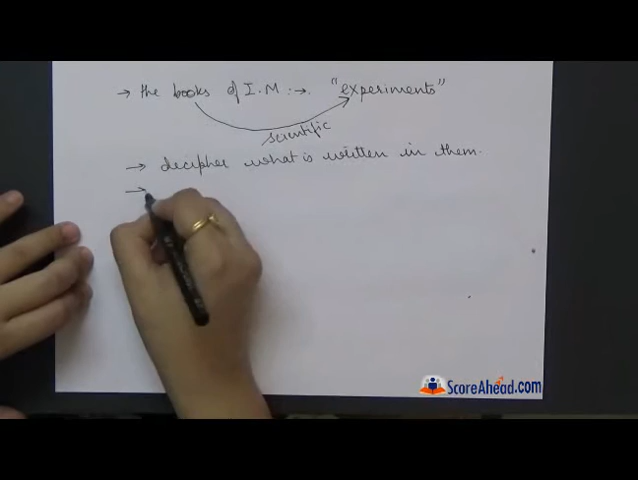 → the books of I.M :→. "experiments"
scientific
→ decipher what is written in them.
→
ScoreAhead.com